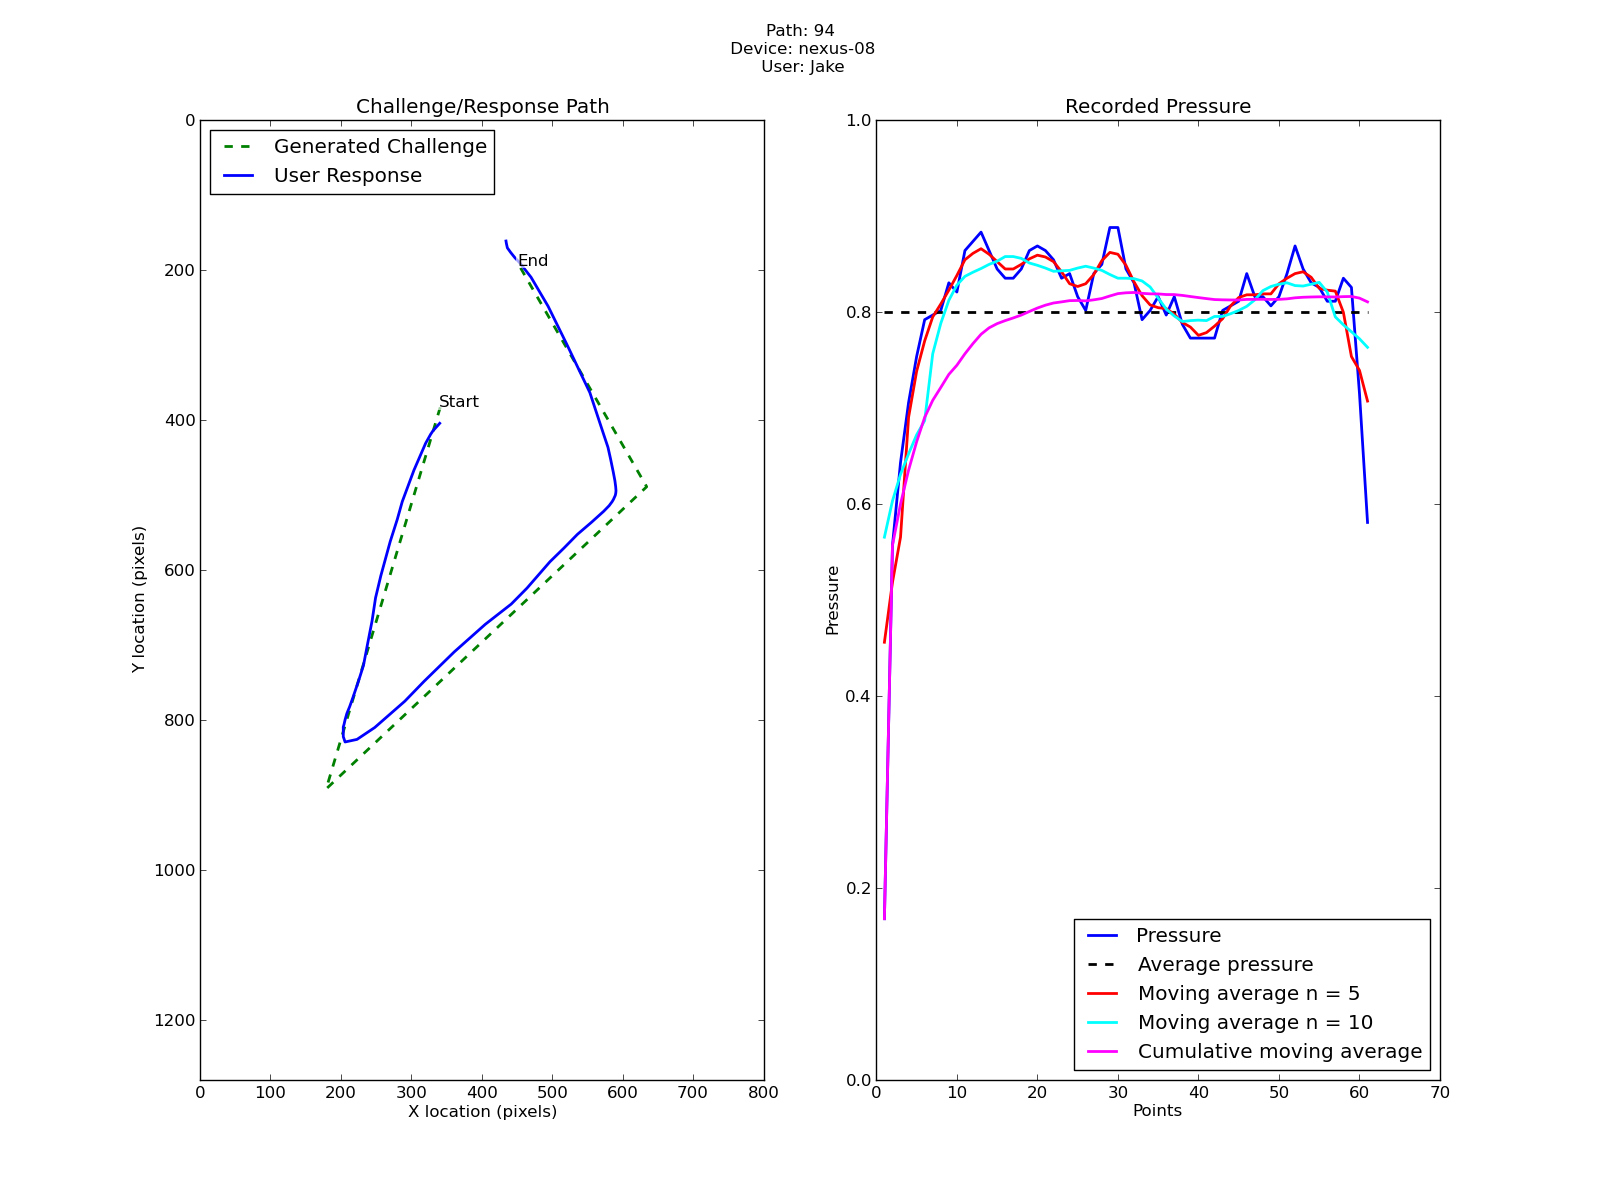 Path: 94
Device: nexus-08
User: Jake
Challenge/Response Path
Generated Challenge
User Response
End
Start
0
200
400
600
800
1000
1200
Y location (pixels)
0 100 200 300 400 500 600 700 800
X location (pixels)
Recorded Pressure
1.0
0.8
0.6
0.4
0.2
0.0
Pressure
Pressure
Average pressure
Moving average n = 5
Moving average n = 10
Cumulative moving average
0 10 20 30 40 50 60 70
Points